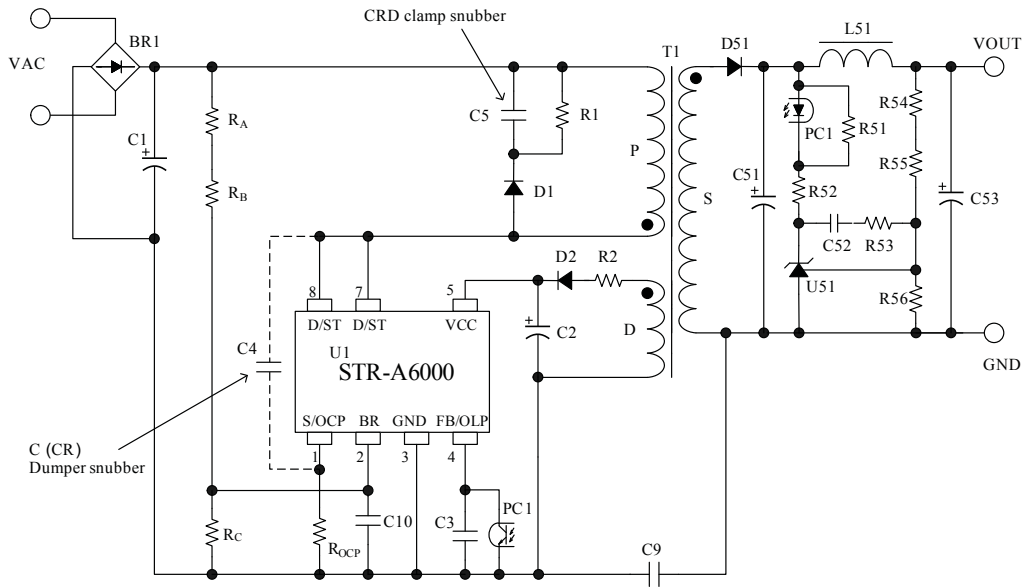 CRD clamp snubber
VAC
BR1
T1
D51
L51
VOUT
C1
RA
RB
C5
R1
P
D1
S
C51
PC1
R51
R52
R54
R55
C53
C52
R53
U51
R56
GND
D2
R2
C2
D
8
7
5
D/ST
D/ST
VCC
C4
U1
STR-A6000
S/OCP
BR
GND
FB/OLP
1
2
3
4
C (CR)
Dumper snubber
RC
ROCP
C10
C3
PC1
C9